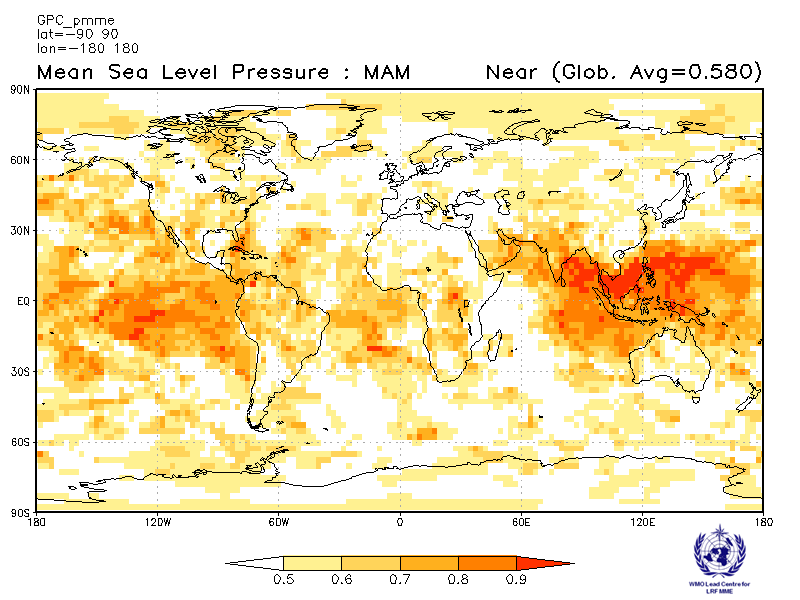 GPC_pmme
lat=-90 90
lon=-180 180
Mean Sea Level Pressure : MAM Near (Glob. Avg=0.580)
90N
60N
30N
EQ
30S
60S
90S
180 120W 60W 0 60E 120E 180
0.5 0.6 0.7 0.8 0.9
WMO Lead Centre for
LRF MME